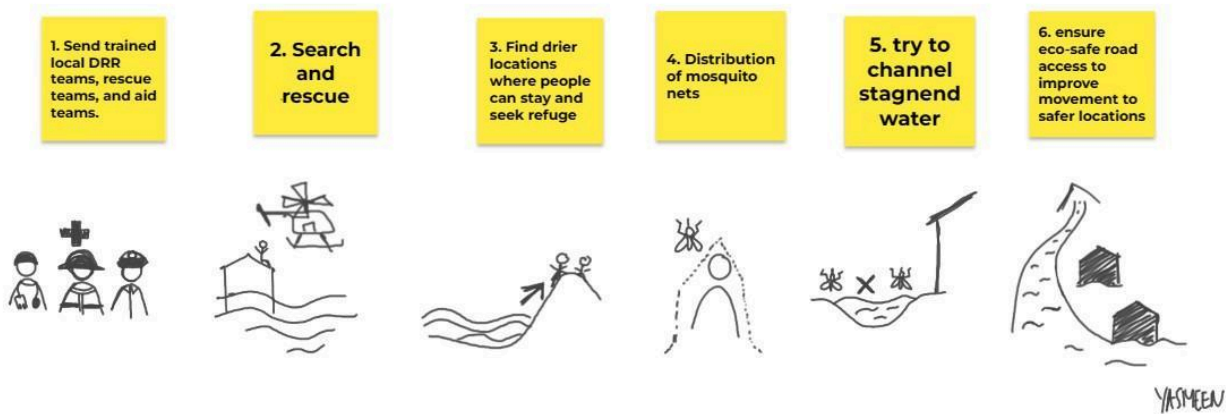 1. Send trained
local DRR
teams, rescue
teams, and aid
teams.
2. Search
and
rescue
3. Find drier
locations
where people
can stay and
seek refuge
4. Distribution
of mosquito
nets
5. try to
channel
stagnend
water
6. ensure
eco-safe road
access to
improve
movement to
safer locations
YASMEEN